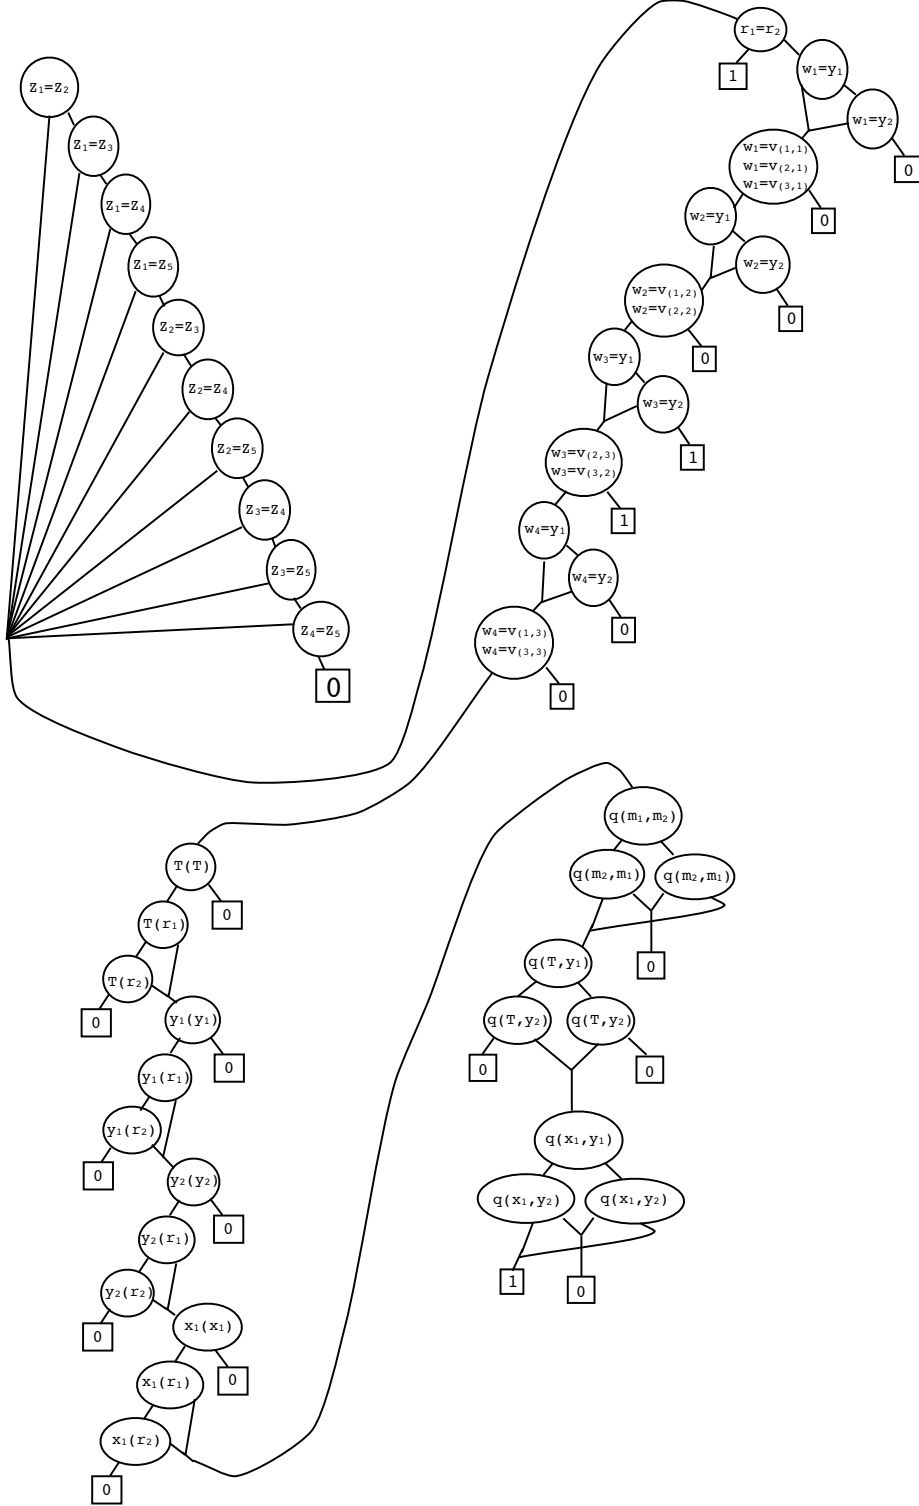 z₁=z₂
z₁=z₃
z₁=z₄
z₁=z₅
z₂=z₃
z₂=z₄
z₂=z₅
z₃=z₄
z₃=z₅
z₄=z₅
0
r₁=r₂
1
w₁=y₁
w₁=y₂
0
w₁=v₍₁,₁₎
w₁=v₍₂,₁₎
w₁=v₍₃,₁₎
0
w₂=y₁
w₂=y₂
0
w₂=v₍₁,₂₎
w₂=v₍₂,₂₎
0
w₃=y₁
w₃=y₂
1
w₃=v₍₂,₃₎
w₃=v₍₃,₂₎
1
w₄=y₁
w₄=y₂
0
w₄=v₍₁,₃₎
w₄=v₍₃,₃₎
0
T(T)
0
T(r₁)
T(r₂)
0
y₁(y₁)
0
y₁(r₁)
y₁(r₂)
0
y₂(y₂)
0
y₂(r₁)
y₂(r₂)
0
x₁(x₁)
0
x₁(r₁)
x₁(r₂)
0
q(m₁,m₂)
q(m₂,m₁)
q(m₂,m₁)
0
q(T,y₁)
q(T,y₂)
q(T,y₂)
0
0
q(x₁,y₁)
q(x₁,y₂)
q(x₁,y₂)
1
0